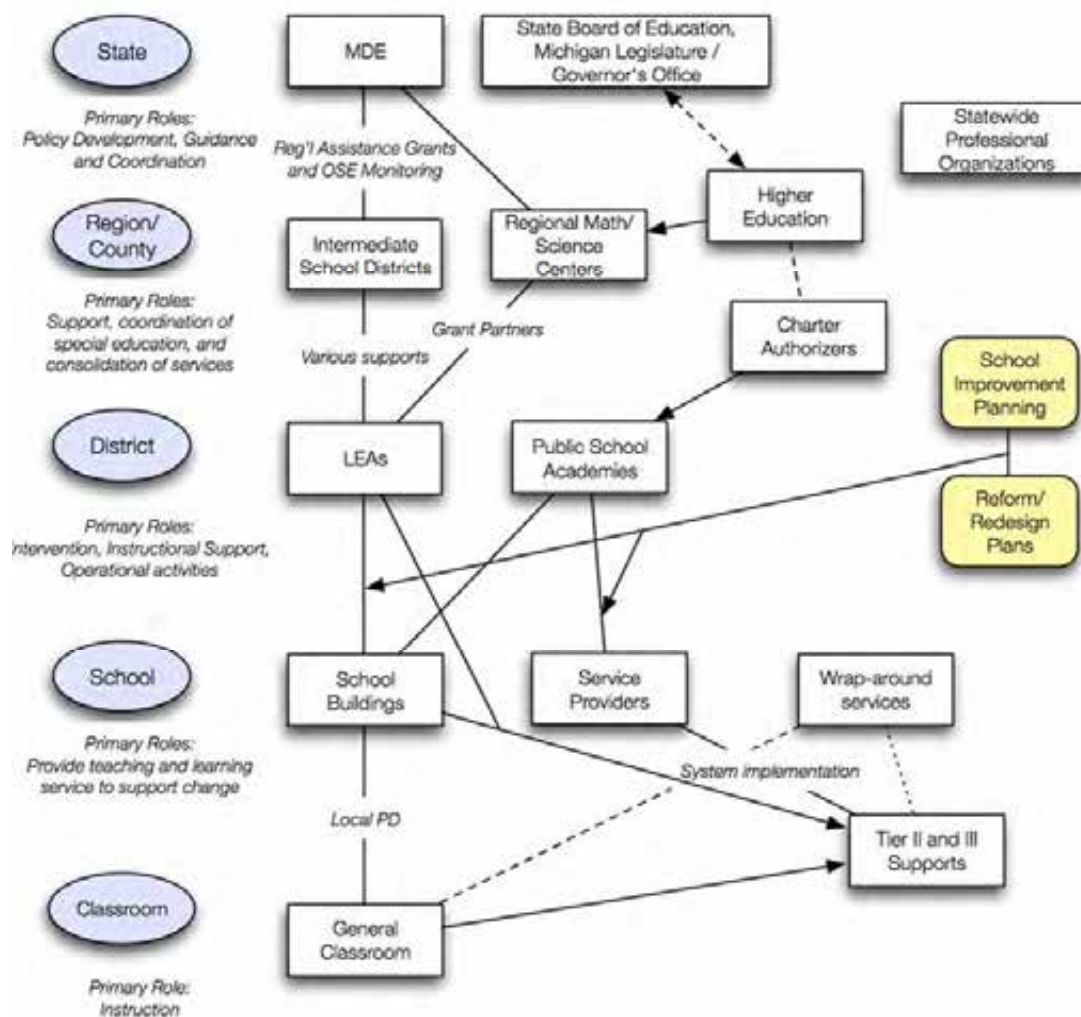 State
MDE
State Board of Education,
Michigan Legislature /
Governor's Office
Primary Roles:
Policy Development, Guidance
and Coordination
Reg'l Assistance Grants
and OSE Monitoring
Statewide
Professional
Organizations
Higher
Education
Region/
County
Intermediate
School Districts
Regional Math/
Science
Centers
Primary Roles:
Support, coordination of
special education, and
consolidation of services
Various supports
Grant Partners
Charter
Authorizers
School
Improvement
Planning
District
LEAs
Public School
Academies
Reform/
Redesign
Plans
Primary Roles:
ntervention, Instructional Support,
Operational activities
School
School
Buildings
Service
Providers
Wrap-around
services
Primary Roles:
Provide teaching and learning
service to support change
System implementation
Local PD
Tier II and III
Supports
Classroom
General
Classroom
Primary Role:
Instruction